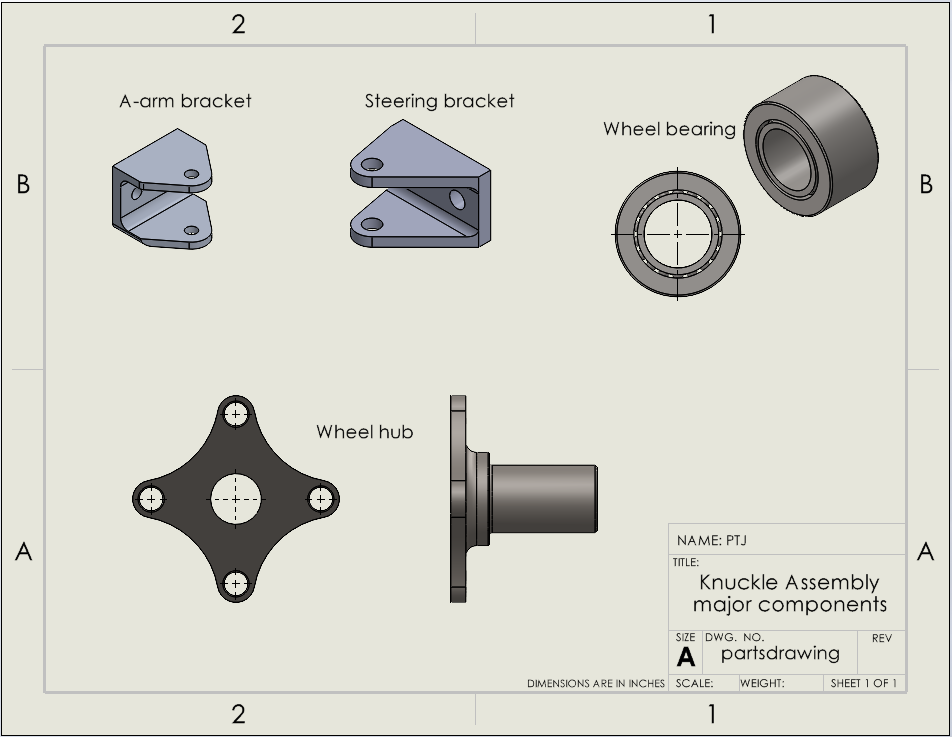 2
1
A-arm bracket
Steering bracket
Wheel bearing
B
B
Wheel hub
A
A
NAME: PTJ
TITLE:
Knuckle Assembly
major components
SIZE
DWG. NO.
REV
A
partsdrawing
DIMENSIONS ARE IN INCHES
SCALE:
WEIGHT:
SHEET 1 OF 1
2
1